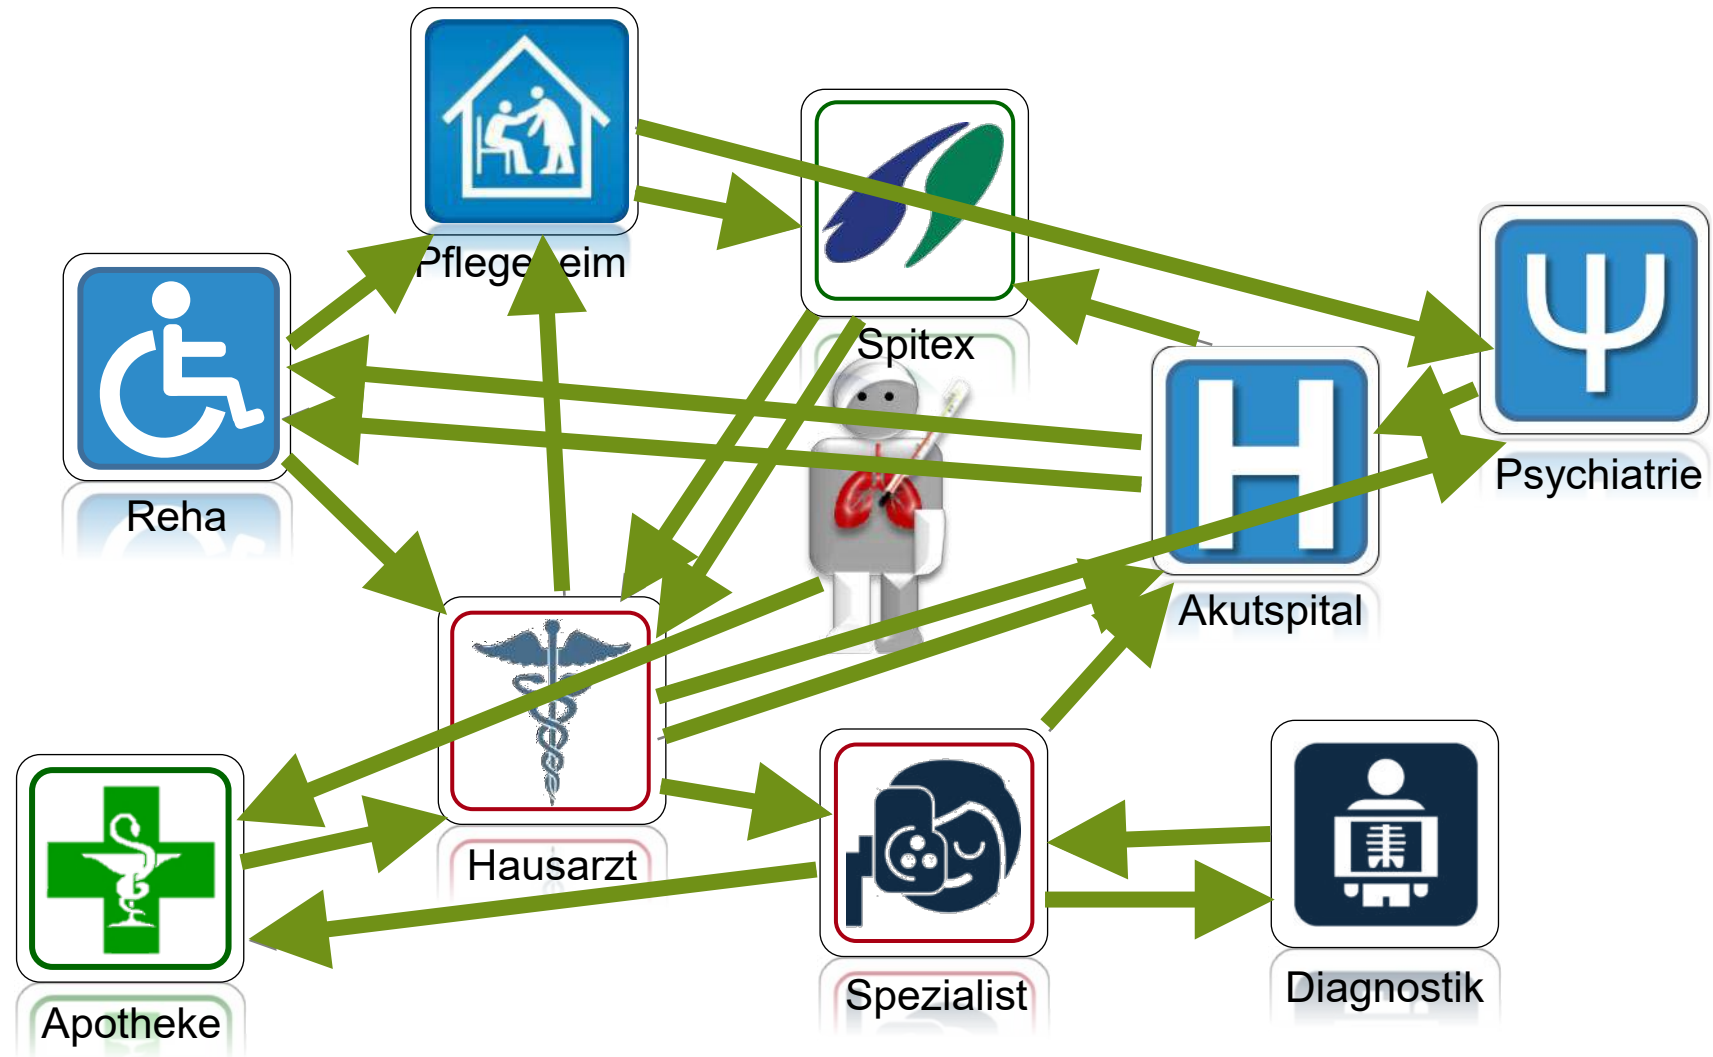 Pflegeheim
Spitex
Psychiatrie
Reha
Akutspital
Hausarzt
Spezialist
Diagnostik
Apotheke